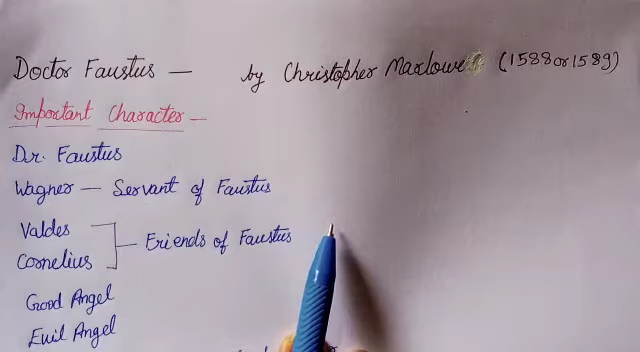 Doctor Faustus — by Christopher Marlowe (1588 or 1589)
Important Character —
Dr. Faustus
Wagner — Servant of Faustus
Valdes
Cornelius
Friends of Faustus
Good Angel
Evil Angel